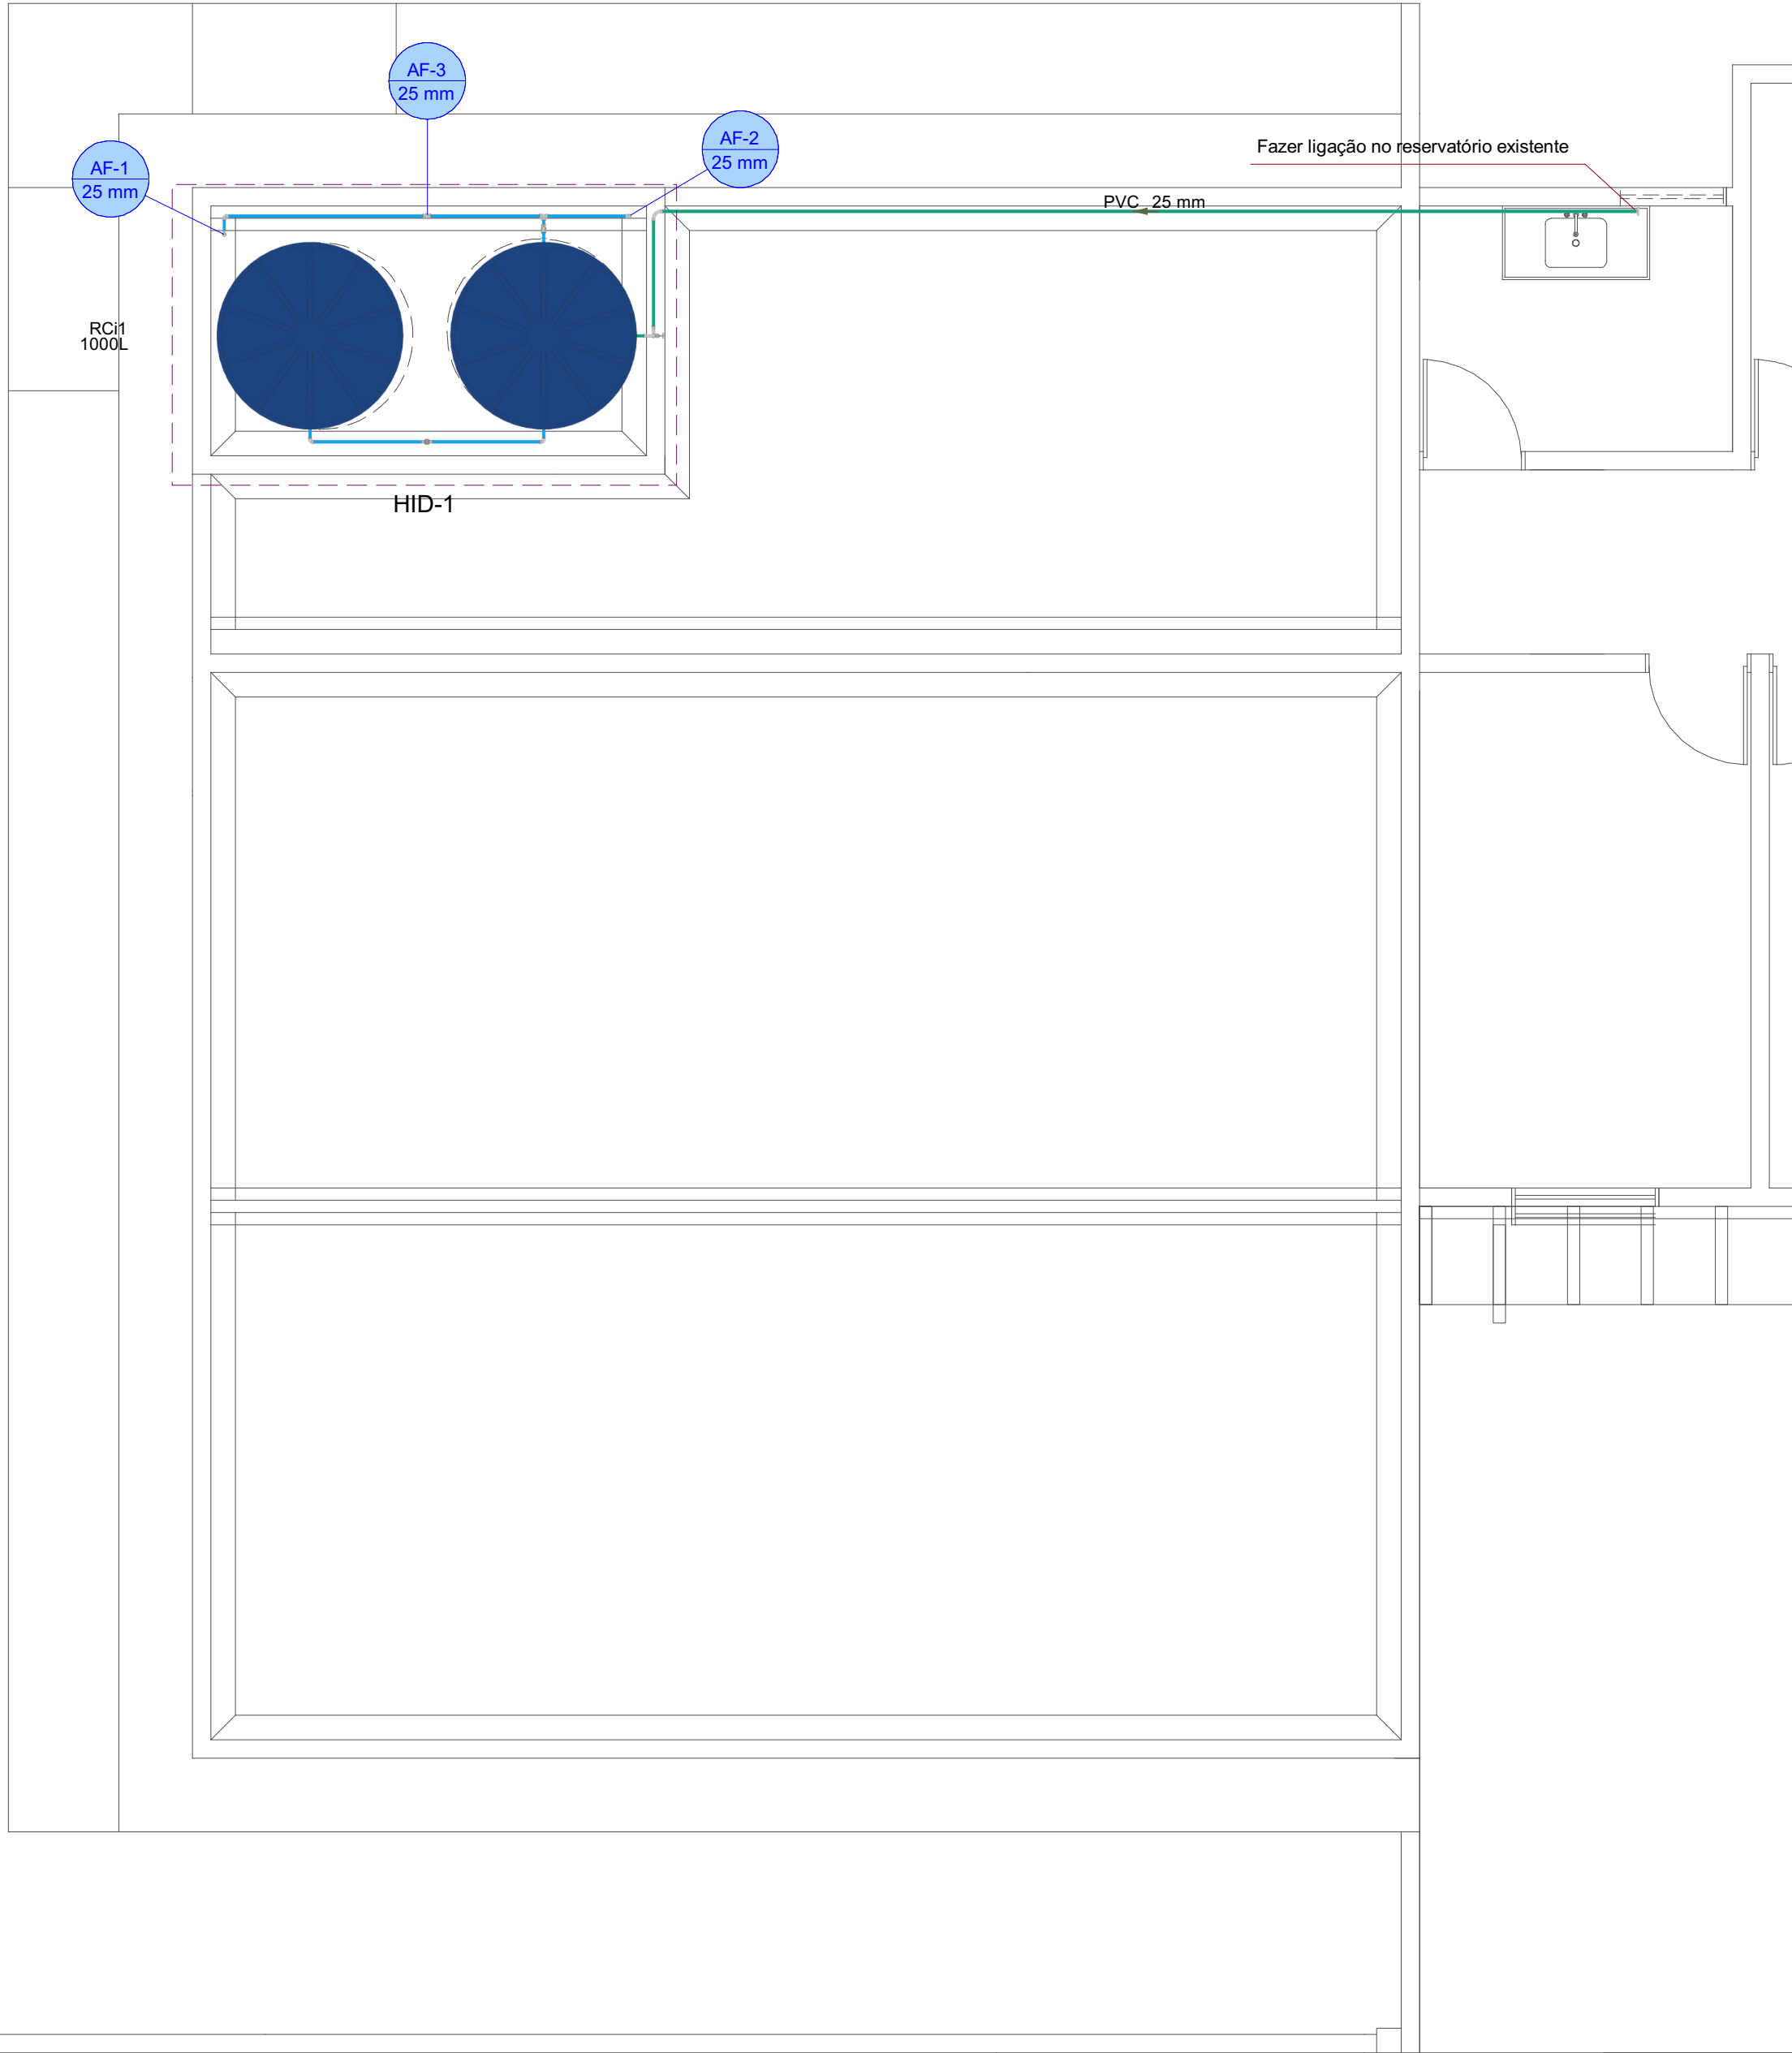 AF-3
25 mm
AF-2
25 mm
Fazer ligação no reservatório existente
AF-1
25 mm
PVC 25 mm
RCi1
1000L
HID-1